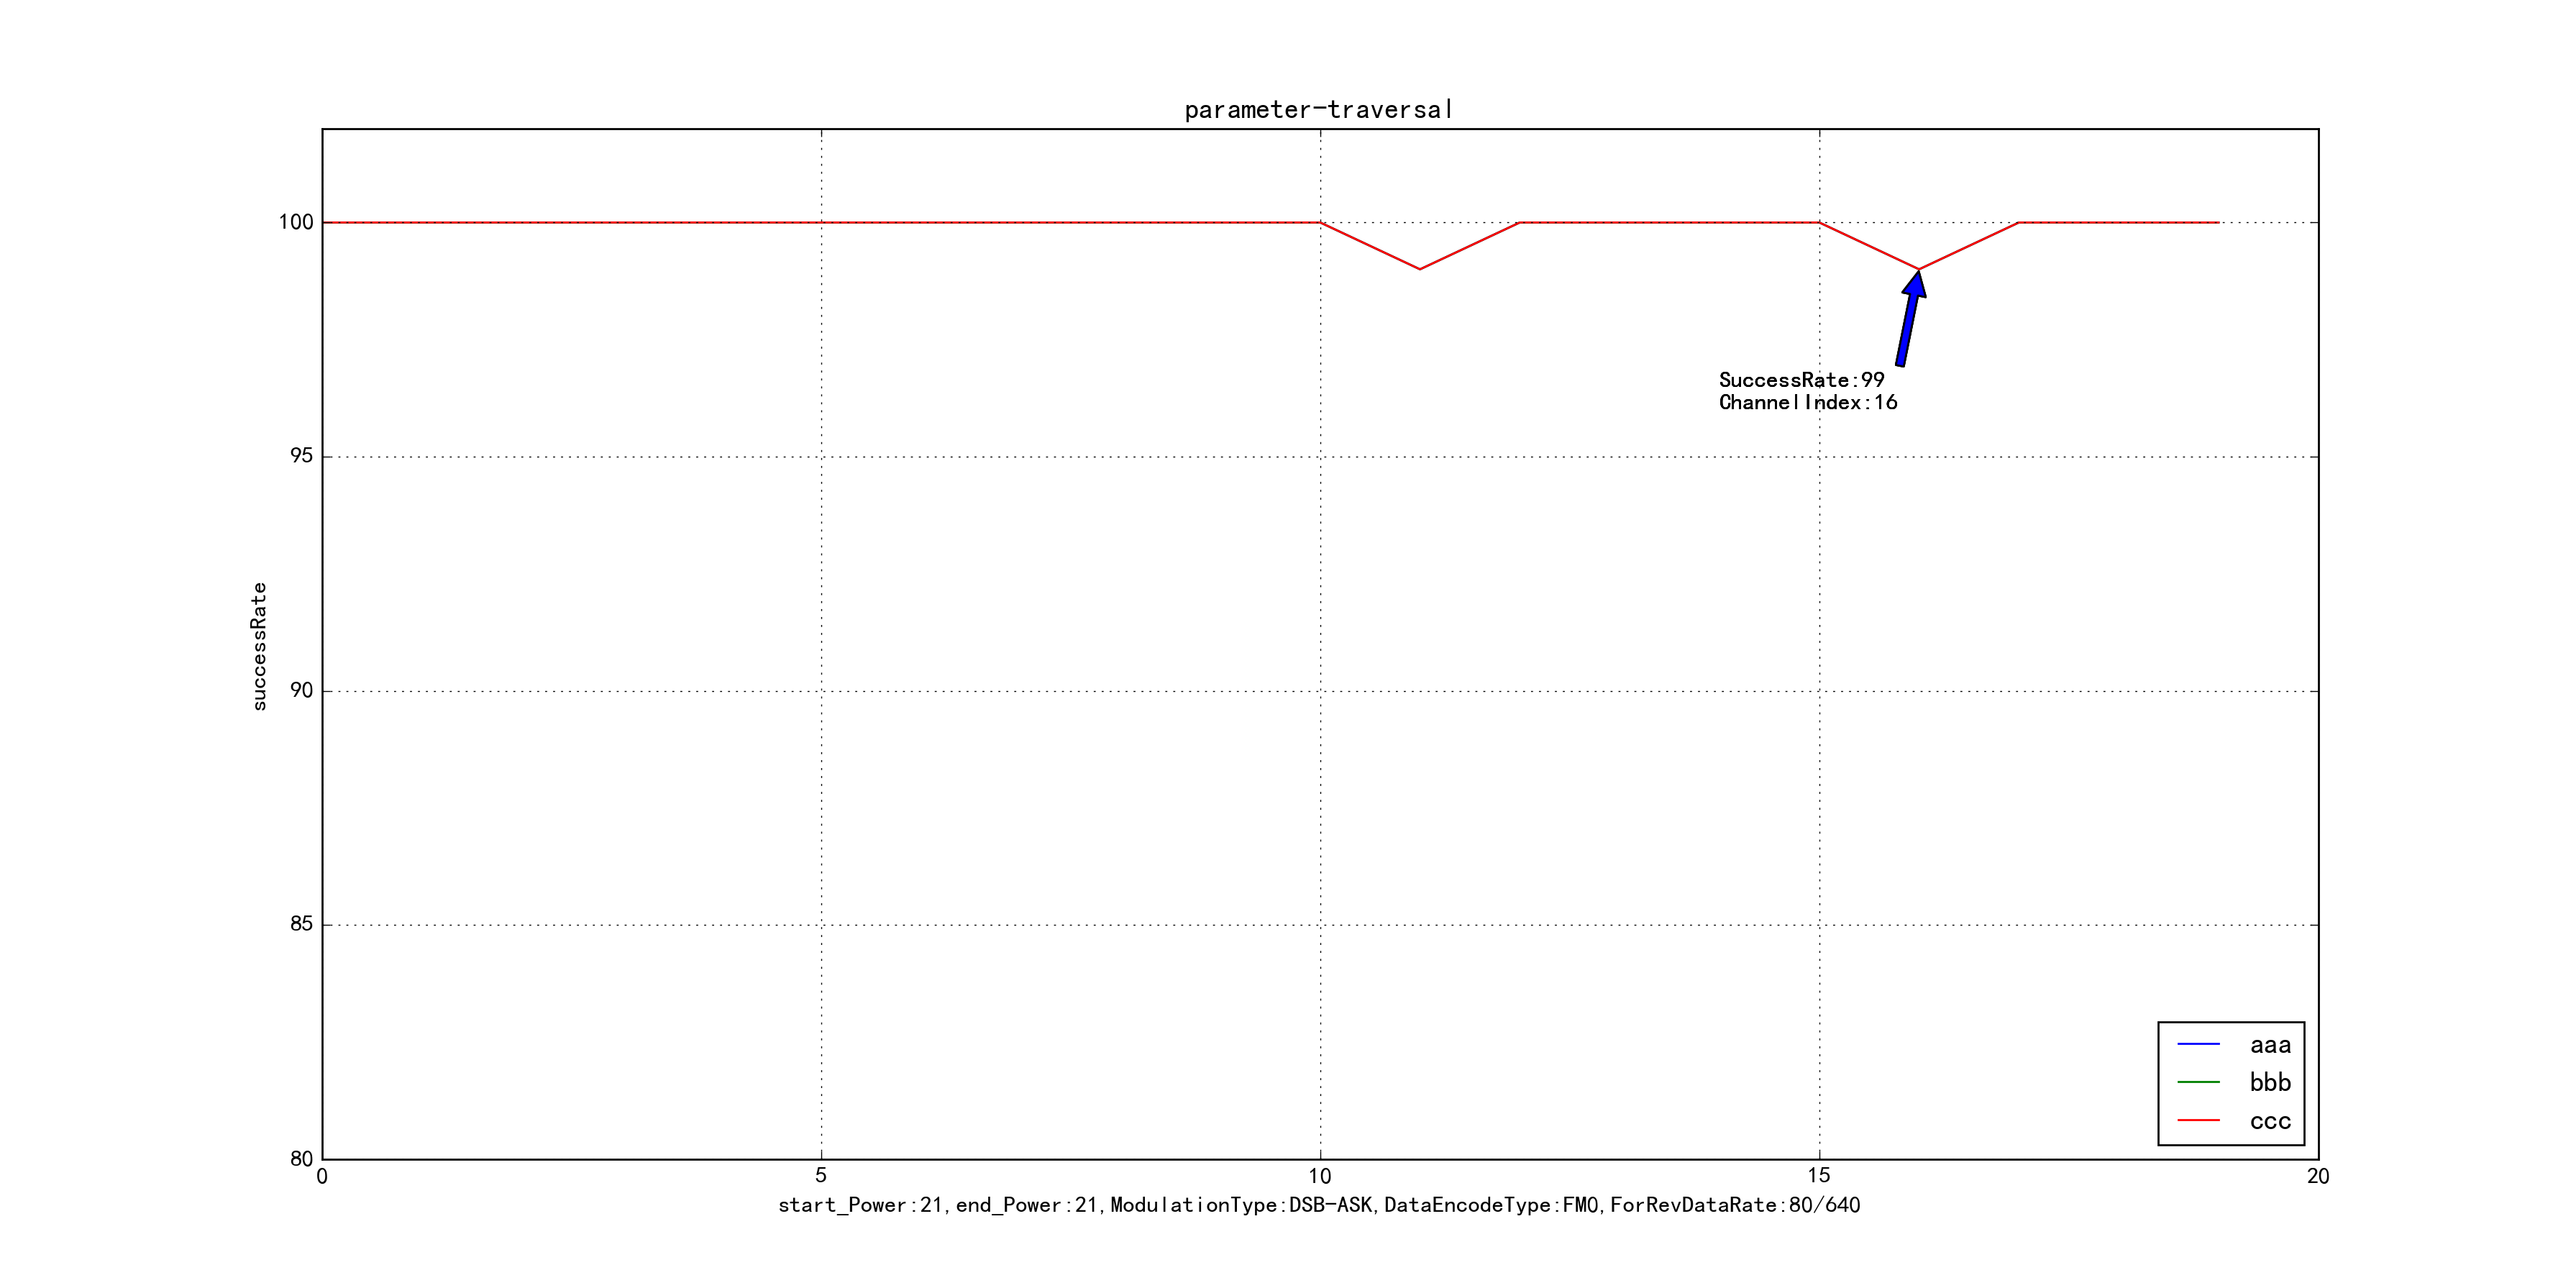 parameter-traversal
100
95
90
85
80
successRate
SuccessRate:99
ChannelIndex:16
aaa
bbb
ccc
0 5 10 15 20
start_Power:21,end_Power:21,ModulationType:DSB-ASK,DataEncodeType:FM0,ForRevDataRate:80/640